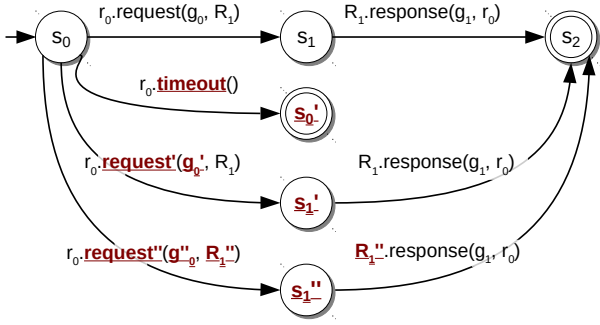 r₀.request(g₀, R₁) R₁.response(g₁, r₀)
s₀ s₁ s₂
r₀.timeout()
s₀'
r₀.request'(g₀', R₁) R₁.response(g₁, r₀)
s₁'
r₀.request''(g''₀, R₁'') R₁''.response(g₁, r₀)
s₁''